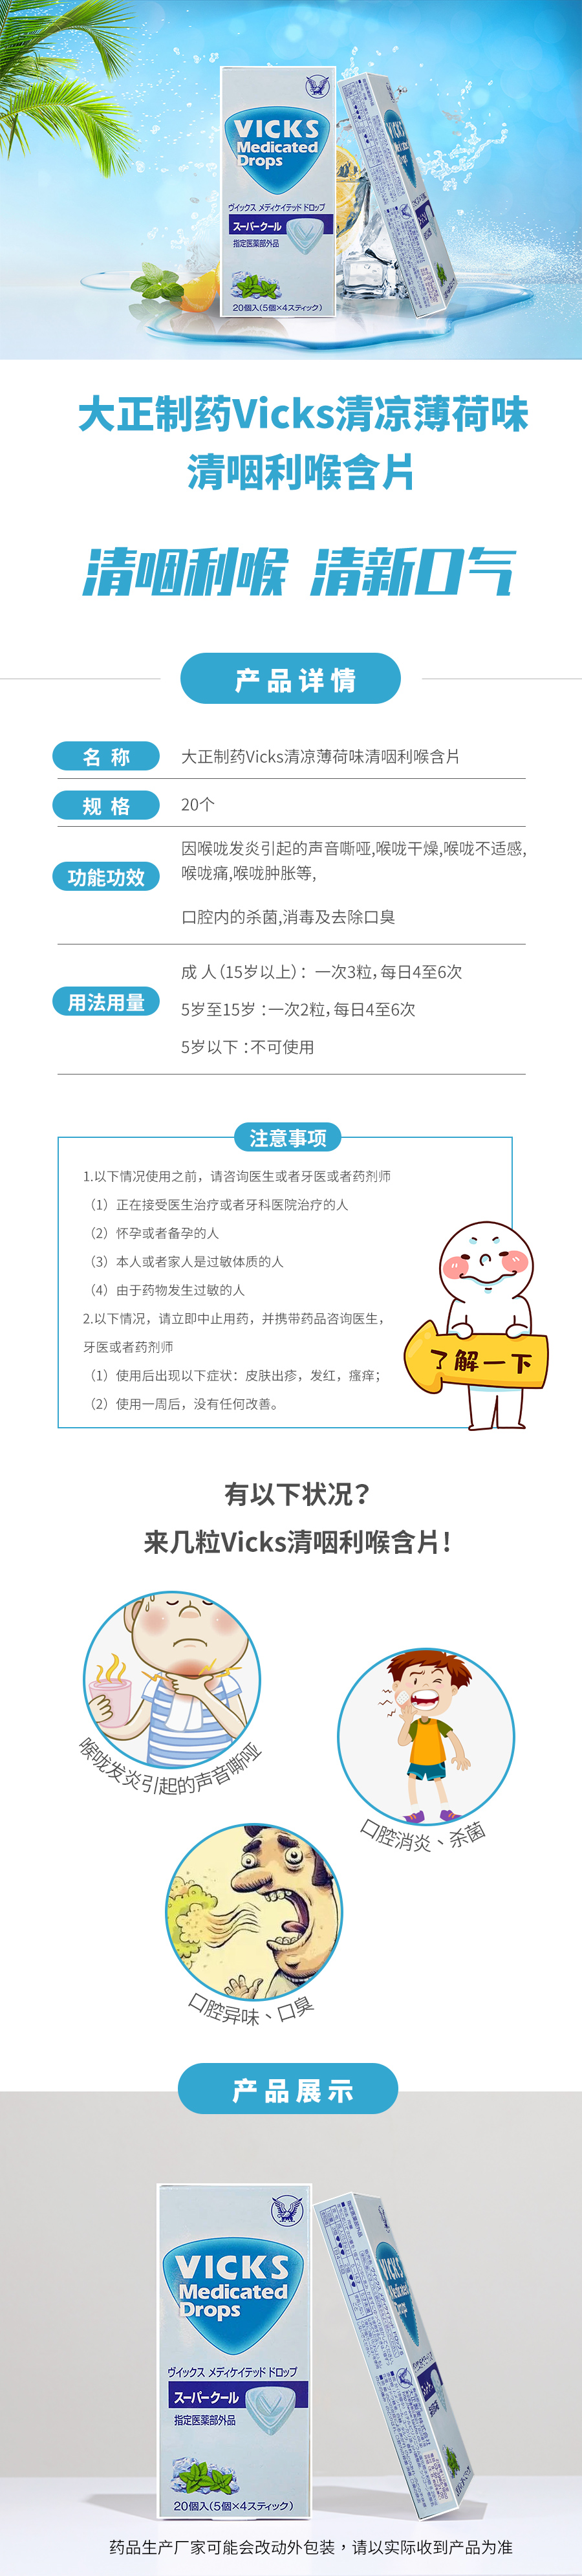 VICKS
Medicated
Drops
ヴイックス メディケイテッド ドロップ
スーパークール
指定医薬部外品
20個入(5個×4スティック)
VICKS
大正制药Vicks清凉薄荷味
清咽利喉含片
清咽利喉 清新口气
产品详情
名 称
大正制药Vicks清凉薄荷味清咽利喉含片
规 格
20个
功能功效
因喉咙发炎引起的声音嘶哑,喉咙干燥,喉咙不适感,
喉咙痛,喉咙肿胀等,
口腔内的杀菌,消毒及去除口臭
用法用量
成 人（15岁以上）： 一次3粒，每日4至6次
5岁至15岁：一次2粒，每日4至6次
5岁以下：不可使用
注意事项
1.以下情况使用之前，请咨询医生或者牙医或者药剂师
（1）正在接受医生治疗或者牙科医院治疗的人
（2）怀孕或者备孕的人
（3）本人或者家人是过敏体质的人
（4）由于药物发生过敏的人
2.以下情况，请立即中止用药，并携带药品咨询医生，
牙医或者药剂师
（1）使用后出现以下症状：皮肤出疹，发红，瘙痒；
（2）使用一周后，没有任何改善。
了解一下
有以下状况？
来几粒Vicks清咽利喉含片！
喉咙发炎引起的声音嘶哑
口腔消炎、杀菌
口腔异味、口臭
产品展示
VICKS
Medicated
Drops
ヴイックス メディケイテッド ドロップ
スーパークール
指定医薬部外品
20個入(5個×4スティック)
VICKS
Medicated
Drops
药品生产厂家可能会改动外包装，请以实际收到产品为准